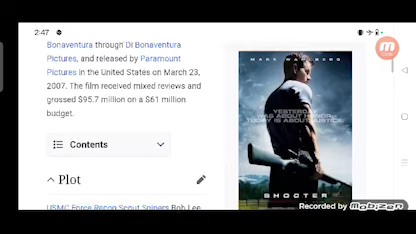 2:47
Bonaventura through Di Bonaventura
Pictures, and released by Paramount
Pictures in the United States on March 23,
2007. The film received mixed reviews and
grossed $95.7 million on a $61 million
budget.
Contents
Plot
USMC Force Recon Scout Snipers Bob Lee
MARK WAHLBERG
YESTERDAY
WAS ABOUT HONOR.
TODAY IS ABOUT JUSTICE.
SHOOTER
Recorded by Mobizen